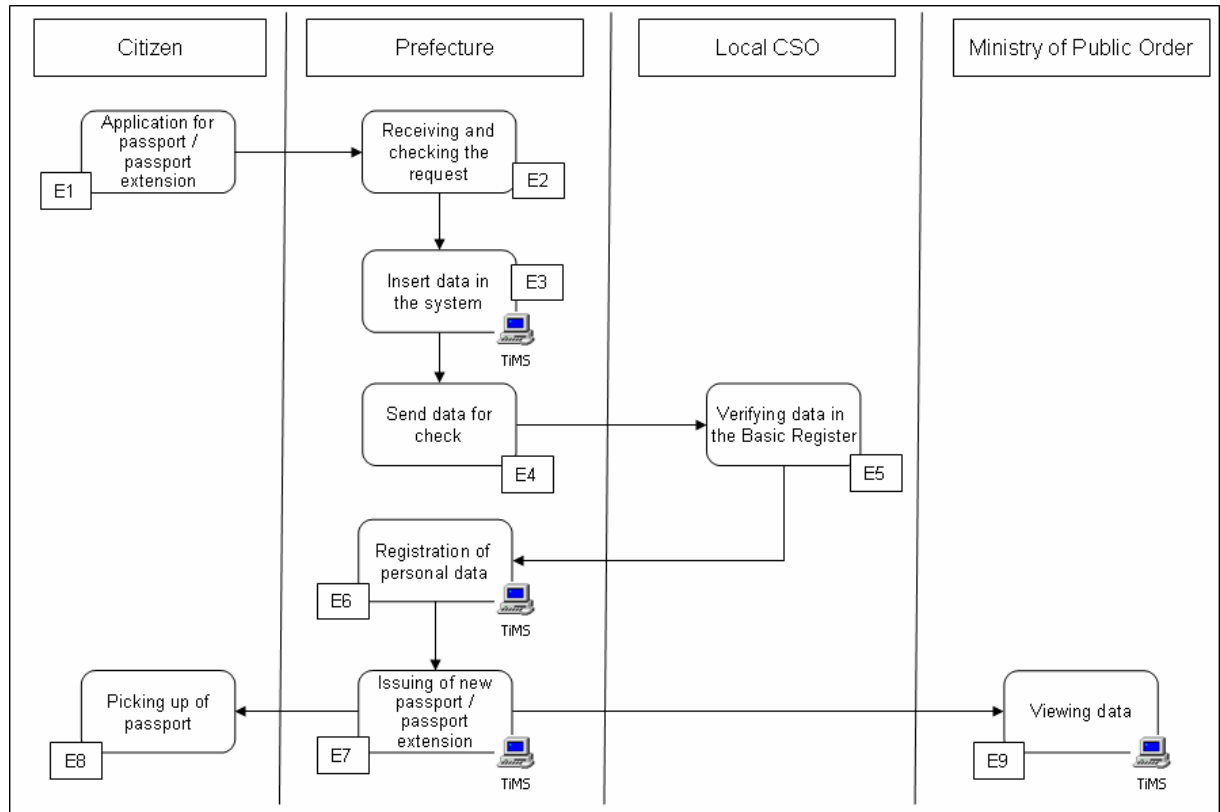 Citizen
Prefecture
Local CSO
Ministry of Public Order
Application for
passport /
passport
extension
E1
Receiving and
checking the
request
E2
Insert data in
the system
E3
TiMS
Send data for
check
E4
Verifying data in
the Basic Register
E5
Registration of
personal data
E6
TiMS
Picking up of
passport
E8
Issuing of new
passport /
passport
extension
E7
TiMS
Viewing data
E9
TiMS